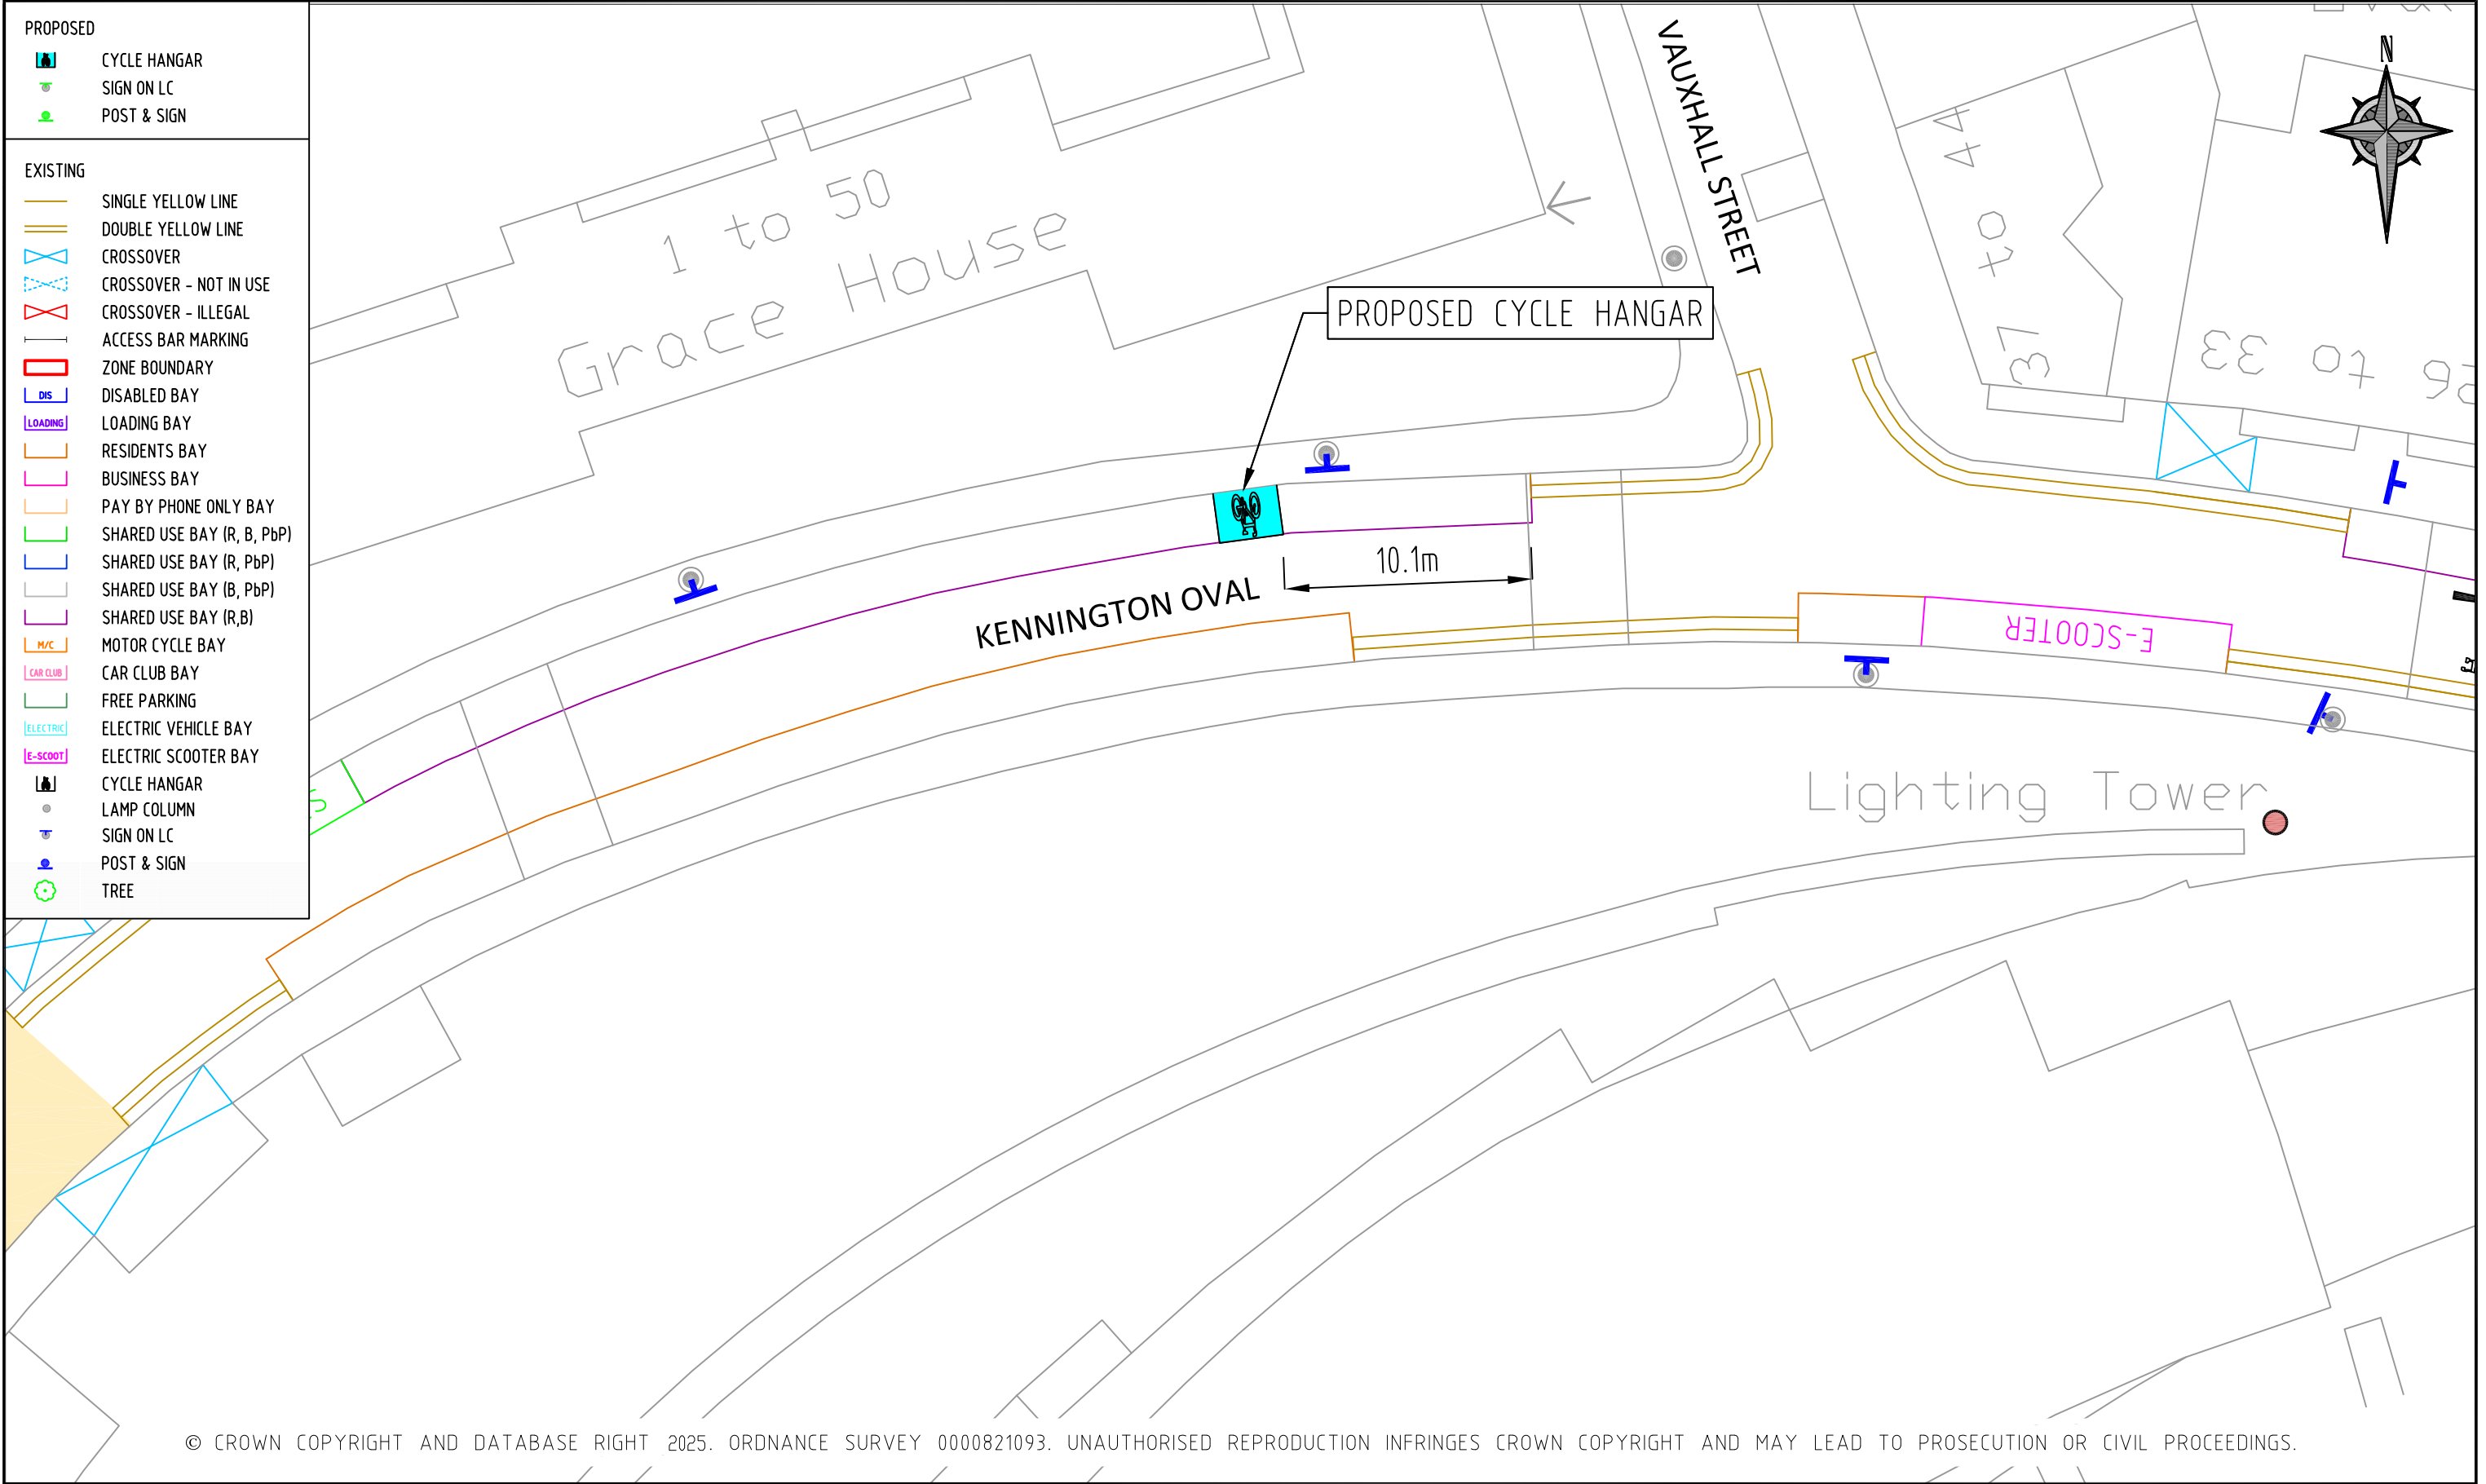 PROPOSED
CYCLE HANGAR
SIGN ON LC
POST & SIGN
EXISTING
SINGLE YELLOW LINE
DOUBLE YELLOW LINE
CROSSOVER
CROSSOVER - NOT IN USE
CROSSOVER - ILLEGAL
ACCESS BAR MARKING
ZONE BOUNDARY
DIS DISABLED BAY
LOADING LOADING BAY
RESIDENTS BAY
BUSINESS BAY
PAY BY PHONE ONLY BAY
SHARED USE BAY (R, B, PbP)
SHARED USE BAY (R, PbP)
SHARED USE BAY (B, PbP)
SHARED USE BAY (R,B)
M/C MOTOR CYCLE BAY
CAR CLUB CAR CLUB BAY
FREE PARKING
ELECTRIC ELECTRIC VEHICLE BAY
E-SCOOT ELECTRIC SCOOTER BAY
CYCLE HANGAR
LAMP COLUMN
SIGN ON LC
POST & SIGN
TREE
N
VAUXHALL STREET
1 to 50
Grace House
37 to 44
26 to 33
PROPOSED CYCLE HANGAR
10.1m
KENNINGTON OVAL
E-SCOOTER
Lighting Tower
© CROWN COPYRIGHT AND DATABASE RIGHT 2025. ORDNANCE SURVEY 0000821093. UNAUTHORISED REPRODUCTION INFRINGES CROWN COPYRIGHT AND MAY LEAD TO PROSECUTION OR CIVIL PROCEEDINGS.